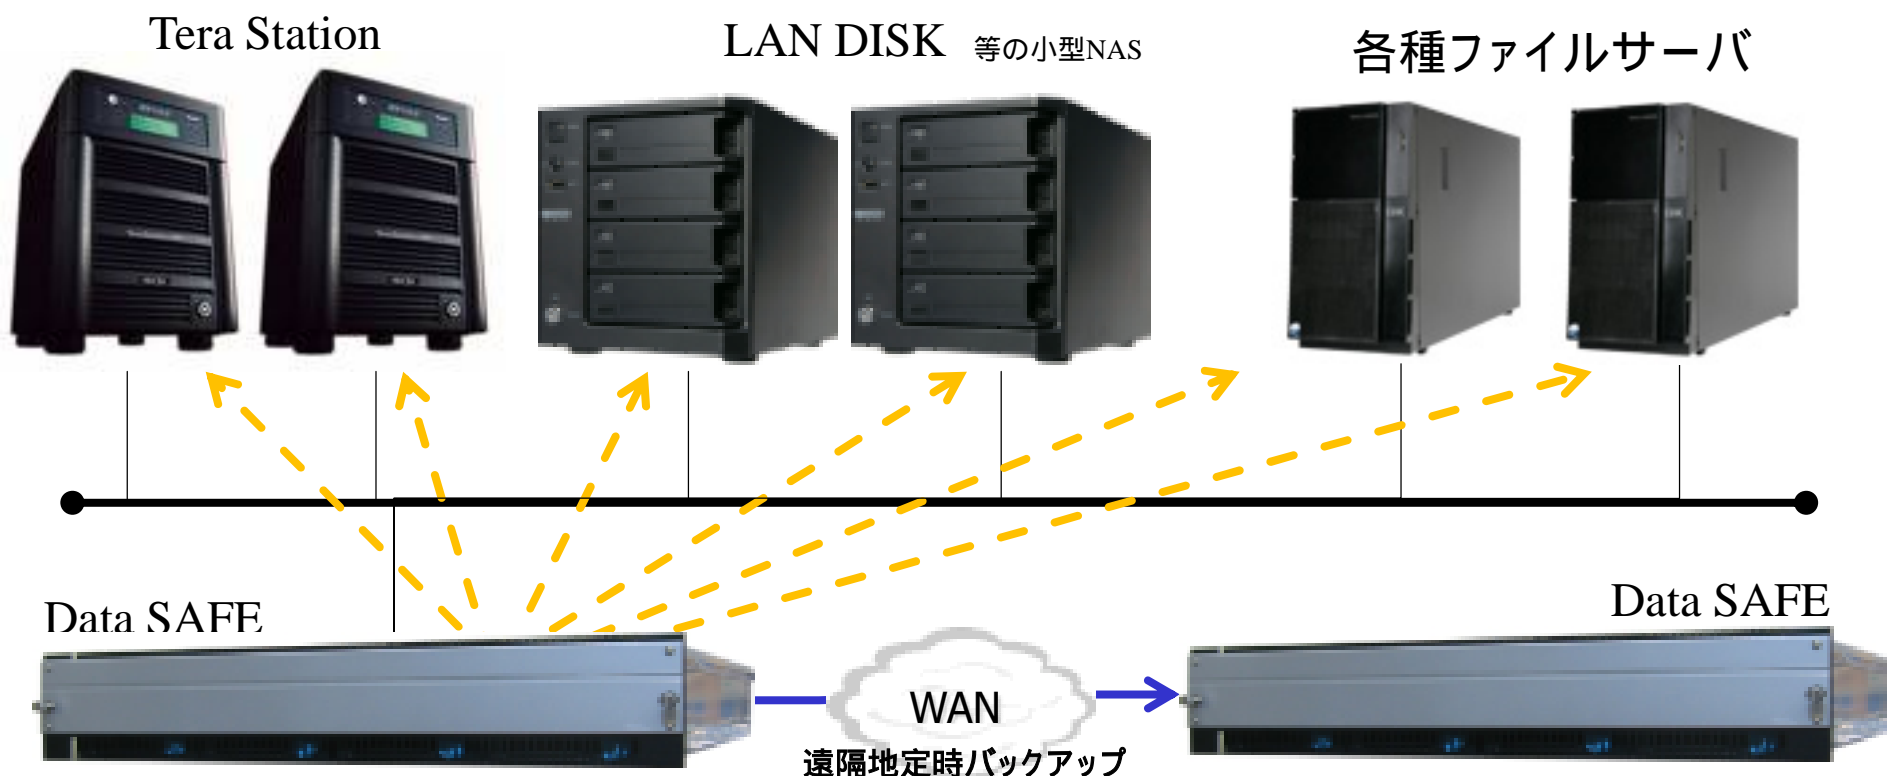 Tera Station
LAN DISK 等の小型NAS
各種ファイルサーバ
Data SAFE
Data SAFE
WAN
遠隔地定時バックアップ